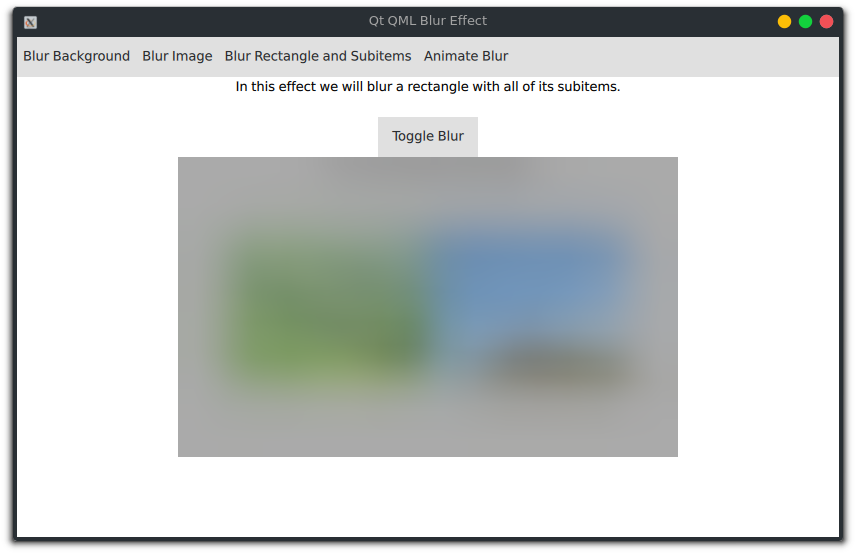 Qt QML Blur Effect
Blur Background Blur Image Blur Rectangle and Subitems Animate Blur
In this effect we will blur a rectangle with all of its subitems.
Toggle Blur